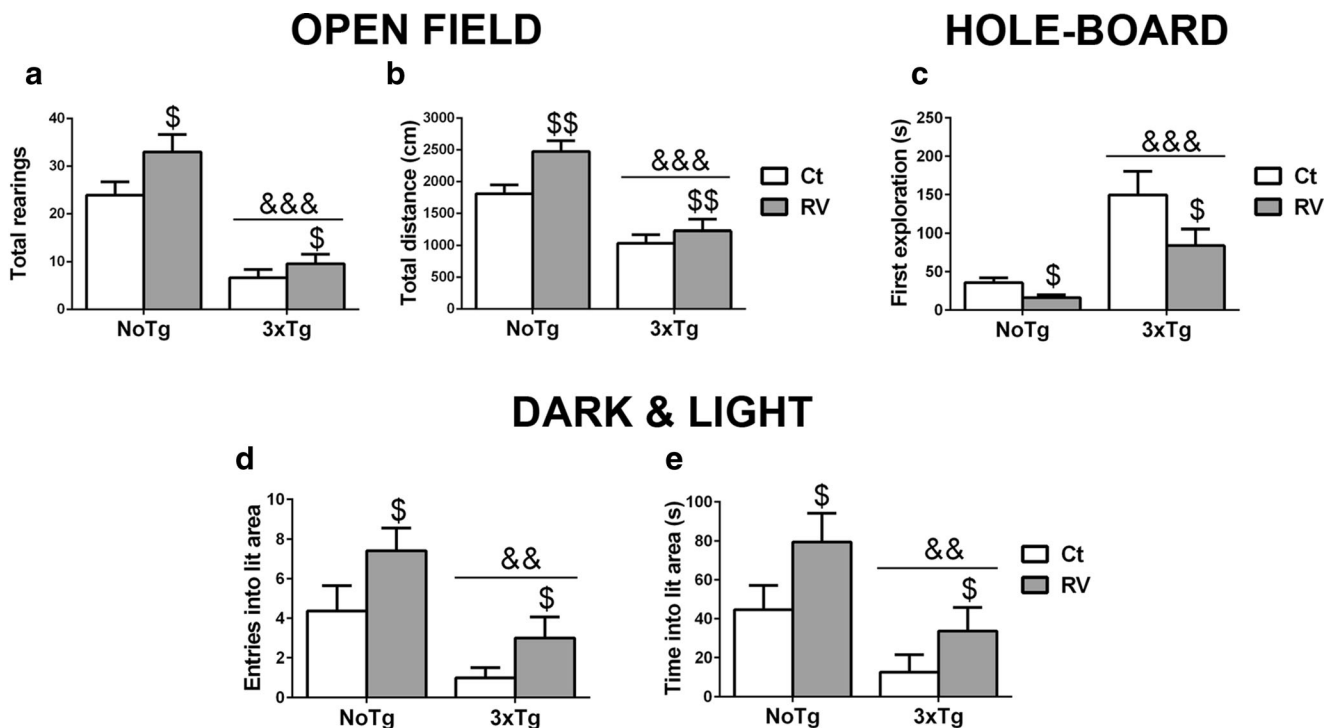 OPEN FIELD
HOLE-BOARD
a
Total rearings
40
30
20
10
0
$
&&&
$
NoTg
3xTg
b
Total distance (cm)
3000
2500
2000
1500
1000
500
0
$$
&&&
$$
NoTg
3xTg
Ct
RV
c
First exploration (s)
250
200
150
100
50
0
$
&&&
$
NoTg
3xTg
Ct
RV
DARK & LIGHT
d
Entries into lit area
10
8
6
4
2
0
$
&&
$
NoTg
3xTg
e
Time into lit area (s)
100
80
60
40
20
0
$
&&
$
NoTg
3xTg
Ct
RV